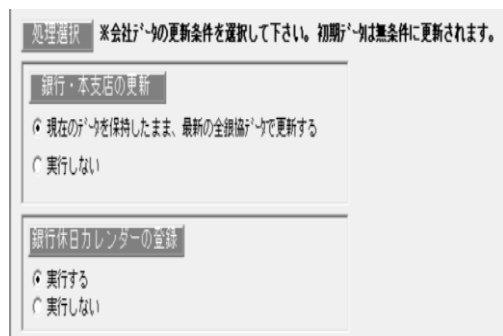 処理選択 ※会社ﾃﾞｰﾀの更新条件を選択して下さい。初期ﾃﾞｰﾀは無条件に更新されます。
銀行・本支店の更新
現在のﾃﾞｰﾀを保持したまま、最新の全銀協ﾃﾞｰﾀで更新する
実行しない
銀行休日カレンダーの登録
実行する
実行しない